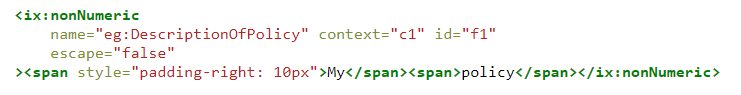 <ix:nonNumeric
name="eg:DescriptionOfPolicy" context="c1" id="f1"
escape="false"
><span style="padding-right: 10px">My</span><span>policy</span></ix:nonNumeric>